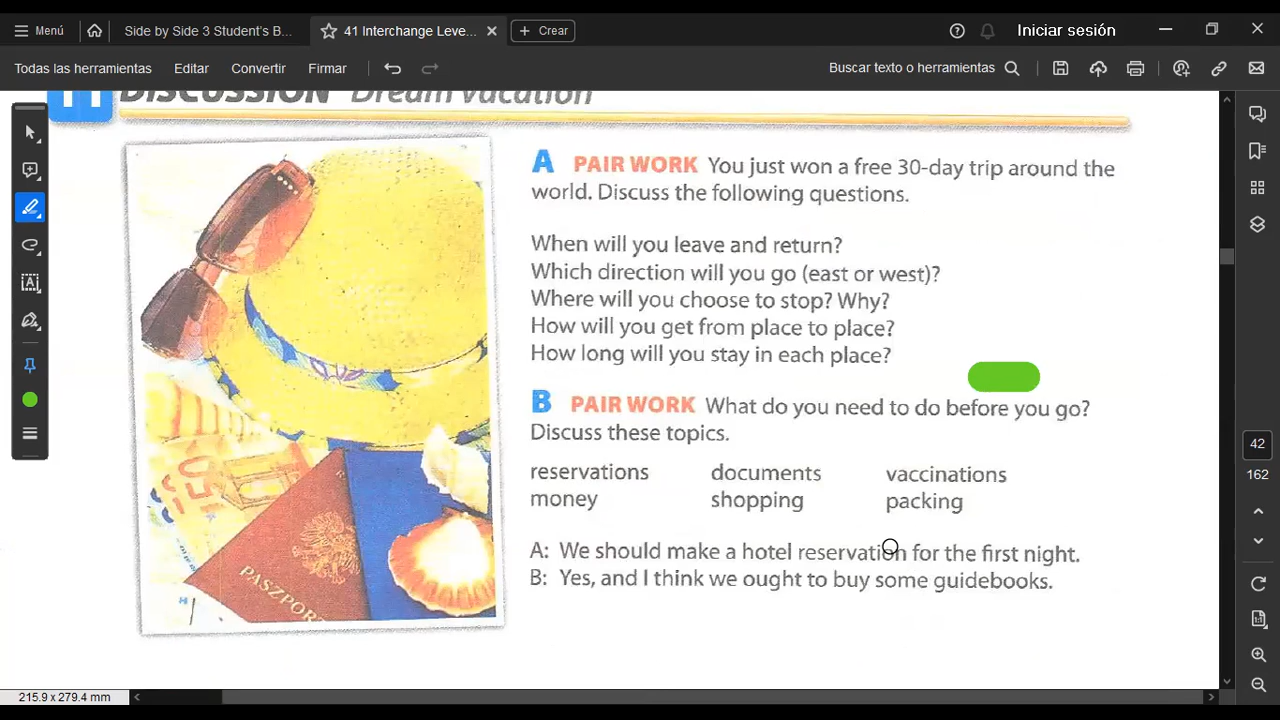 Menú
Side by Side 3 Student's B...
41 Interchange Leve...
Crear
Iniciar sesión
Todas las herramientas
Editar
Convertir
Firmar
Buscar texto o herramientas
11 DISCUSSION Dream vacation
A PAIR WORK You just won a free 30-day trip around the
world. Discuss the following questions.
When will you leave and return?
Which direction will you go (east or west)?
Where will you choose to stop? Why?
How will you get from place to place?
How long will you stay in each place?
B PAIR WORK What do you need to do before you go?
Discuss these topics.
reservations documents vaccinations
money shopping packing
A: We should make a hotel reservation for the first night.
B: Yes, and I think we ought to buy some guidebooks.
PASZPOR
42
162
215.9 x 279.4 mm